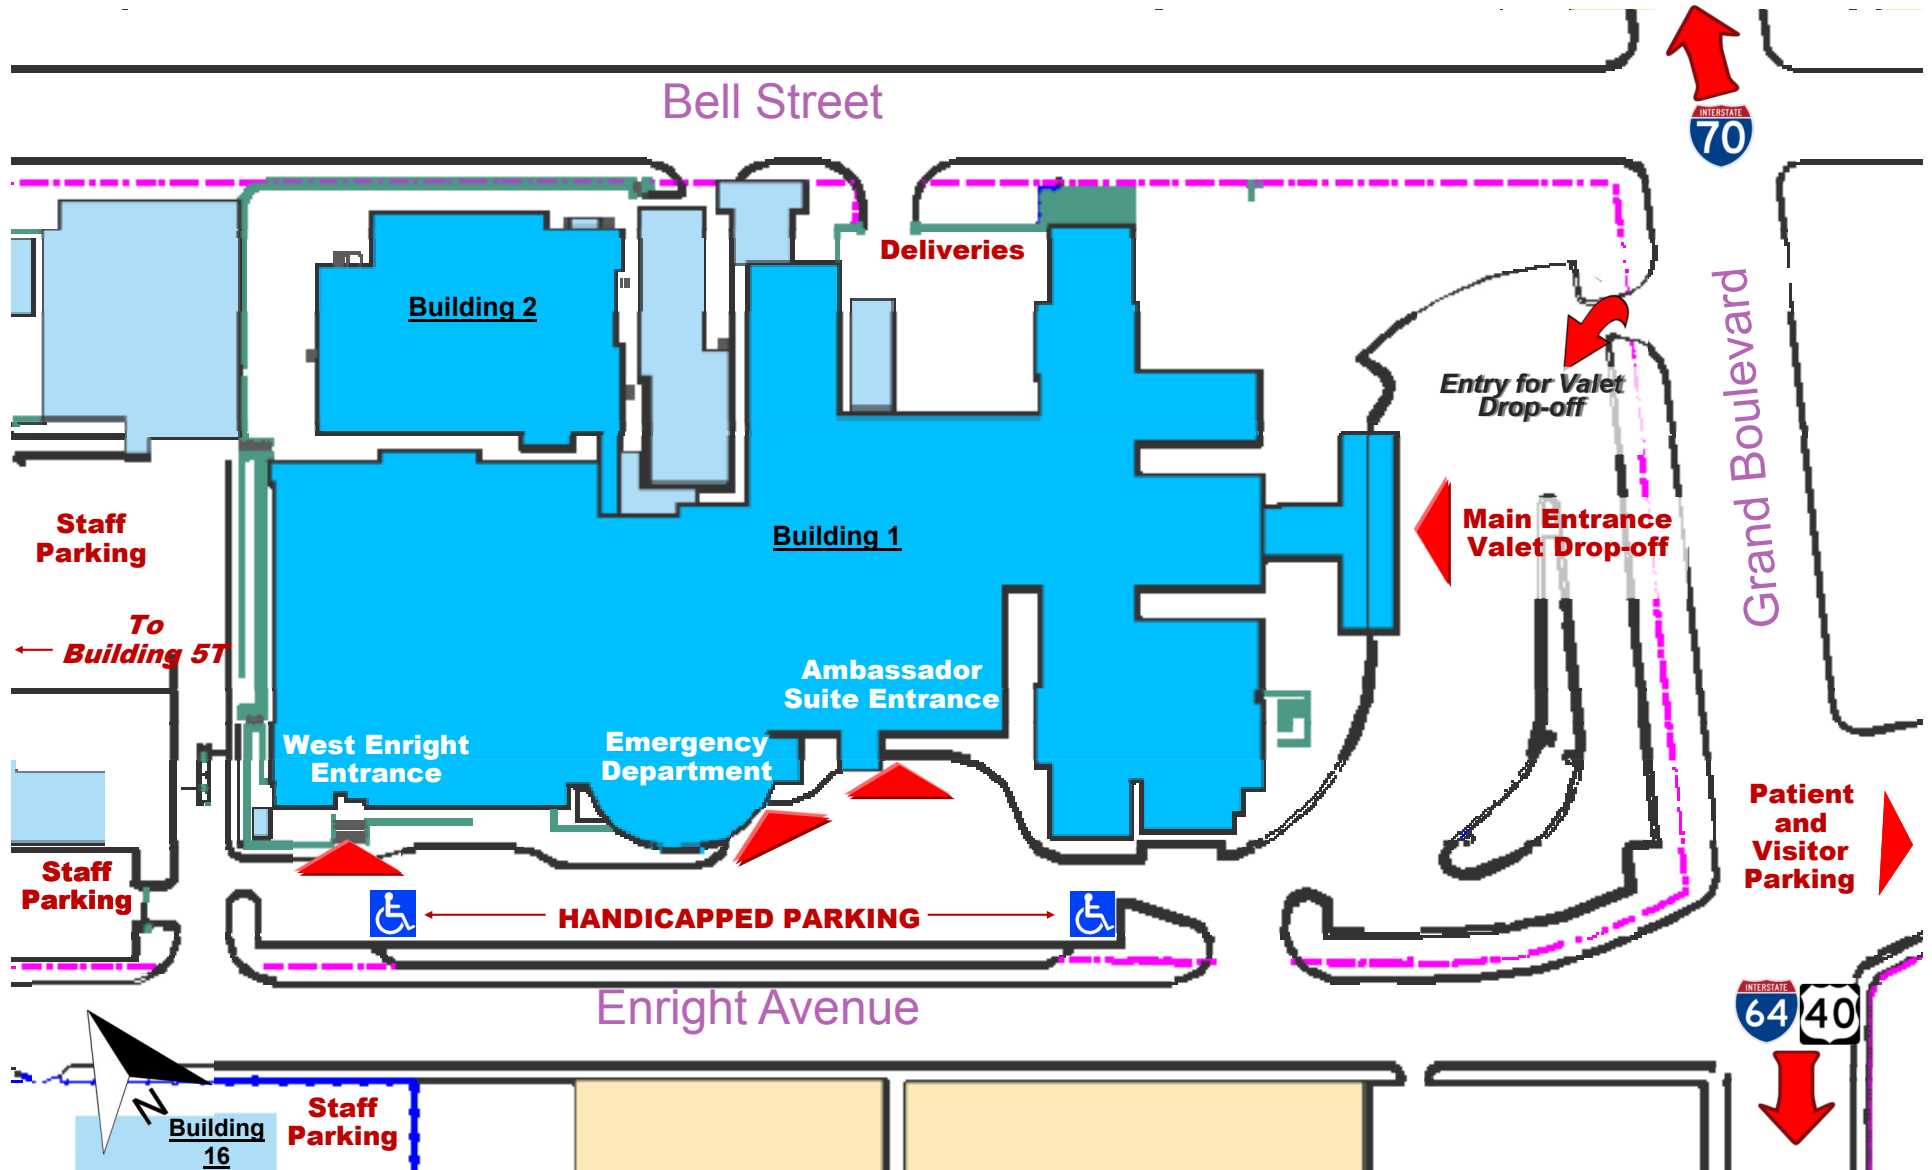 Bell Street
INTERSTATE
70
Deliveries
Building 2
Grand Boulevard
Entry for Valet
Drop-off
Staff
Parking
Building 1
Main Entrance
Valet Drop-off
To
Building 5T
Ambassador
Suite Entrance
West Enright
Entrance
Emergency
Department
Patient
and
Visitor
Parking
Staff
Parking
HANDICAPPED PARKING
Enright Avenue
INTERSTATE
64
40
N
Building
16
Staff
Parking